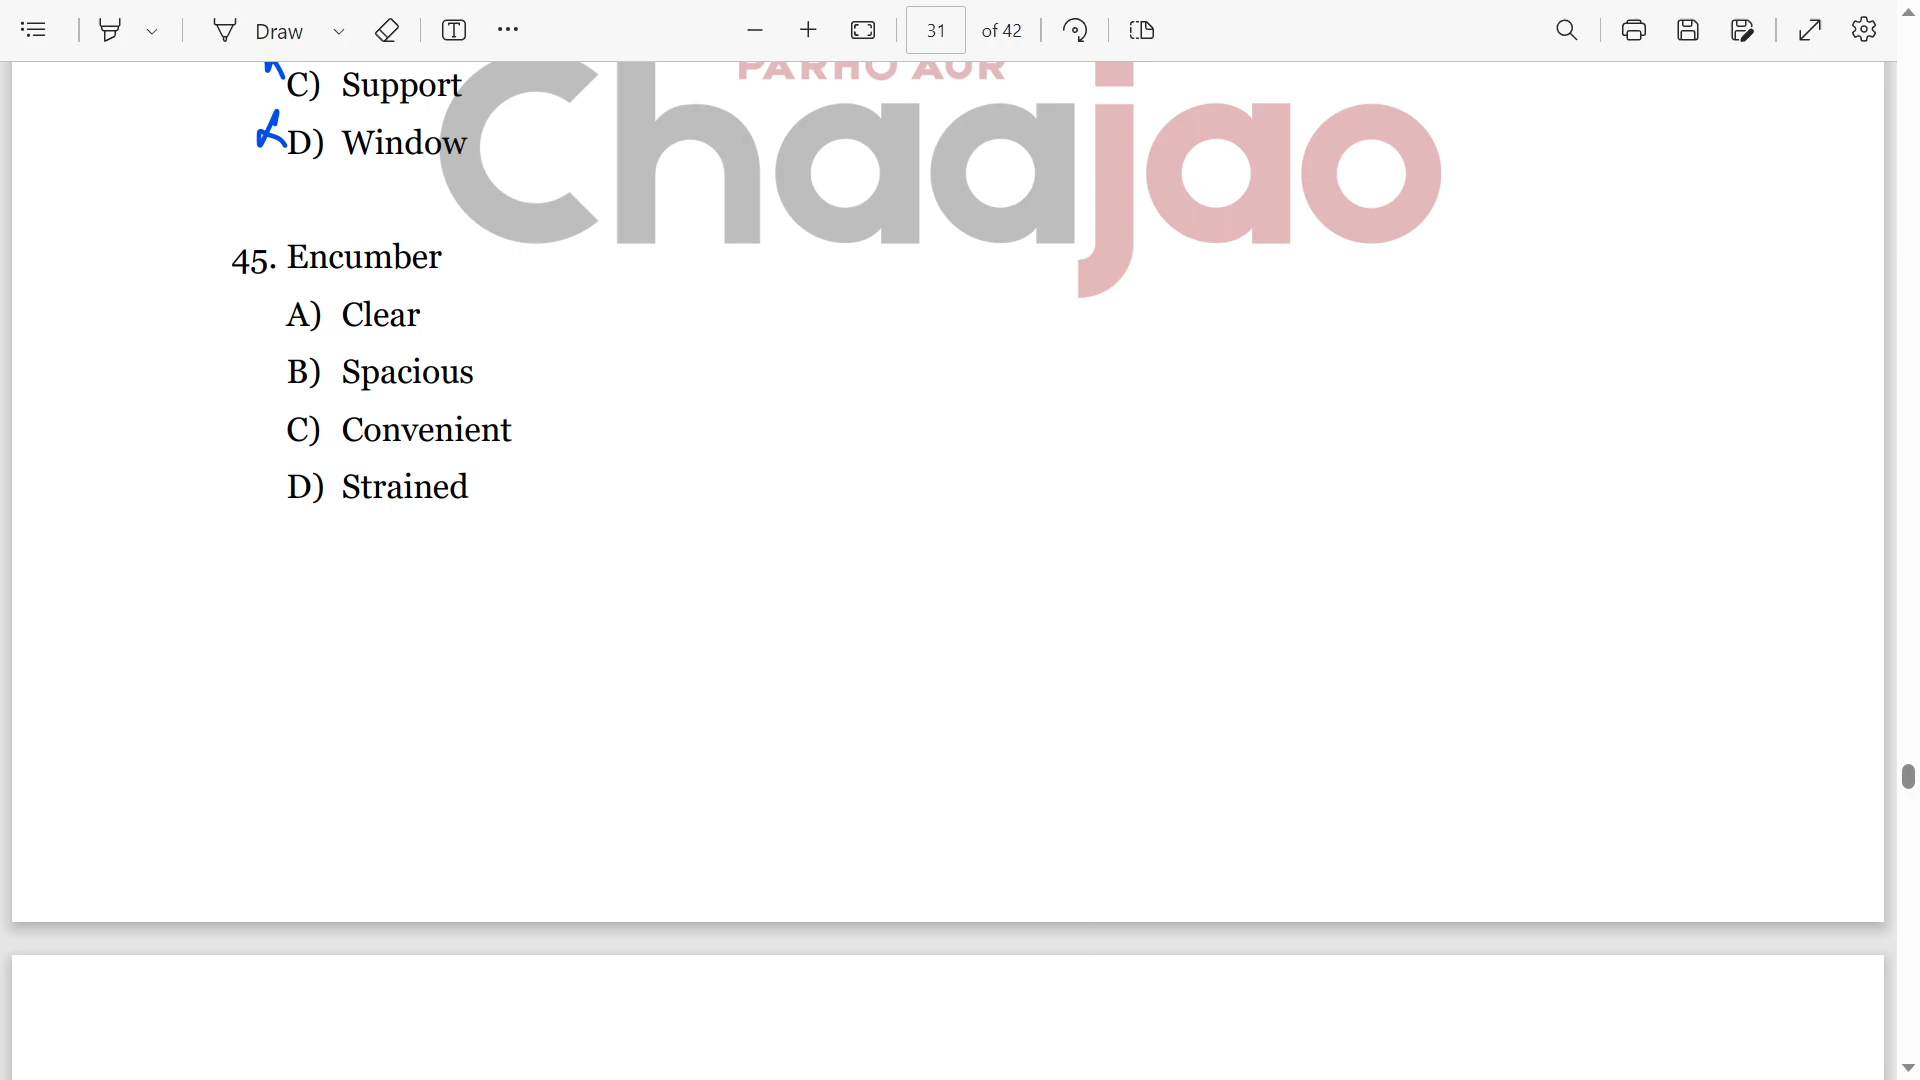 Draw
31 of 42
PARHO AUR
Chaajao
C) Support
D) Window
45. Encumber
A) Clear
B) Spacious
C) Convenient
D) Strained